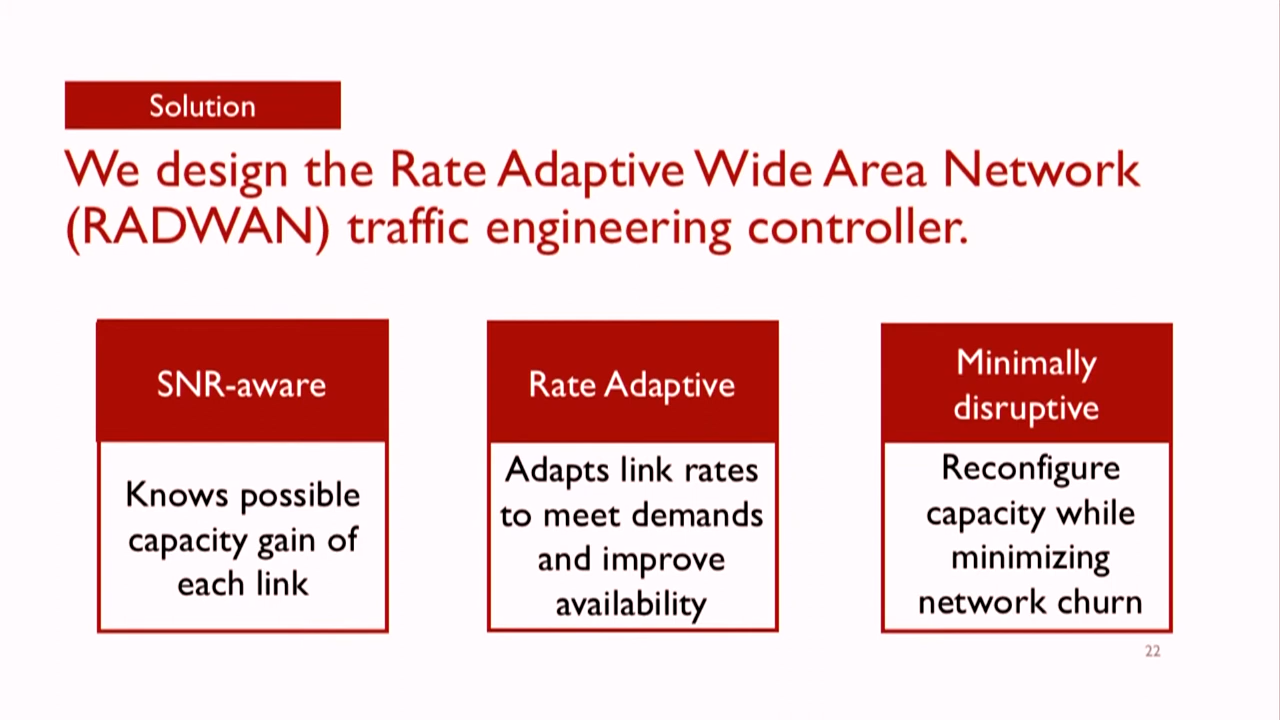 Solution
We design the Rate Adaptive Wide Area Network
(RADWAN) traffic engineering controller.
SNR-aware
Knows possible
capacity gain of
each link
Rate Adaptive
Adapts link rates
to meet demands
and improve
availability
Minimally
disruptive
Reconfigure
capacity while
minimizing
network churn
22